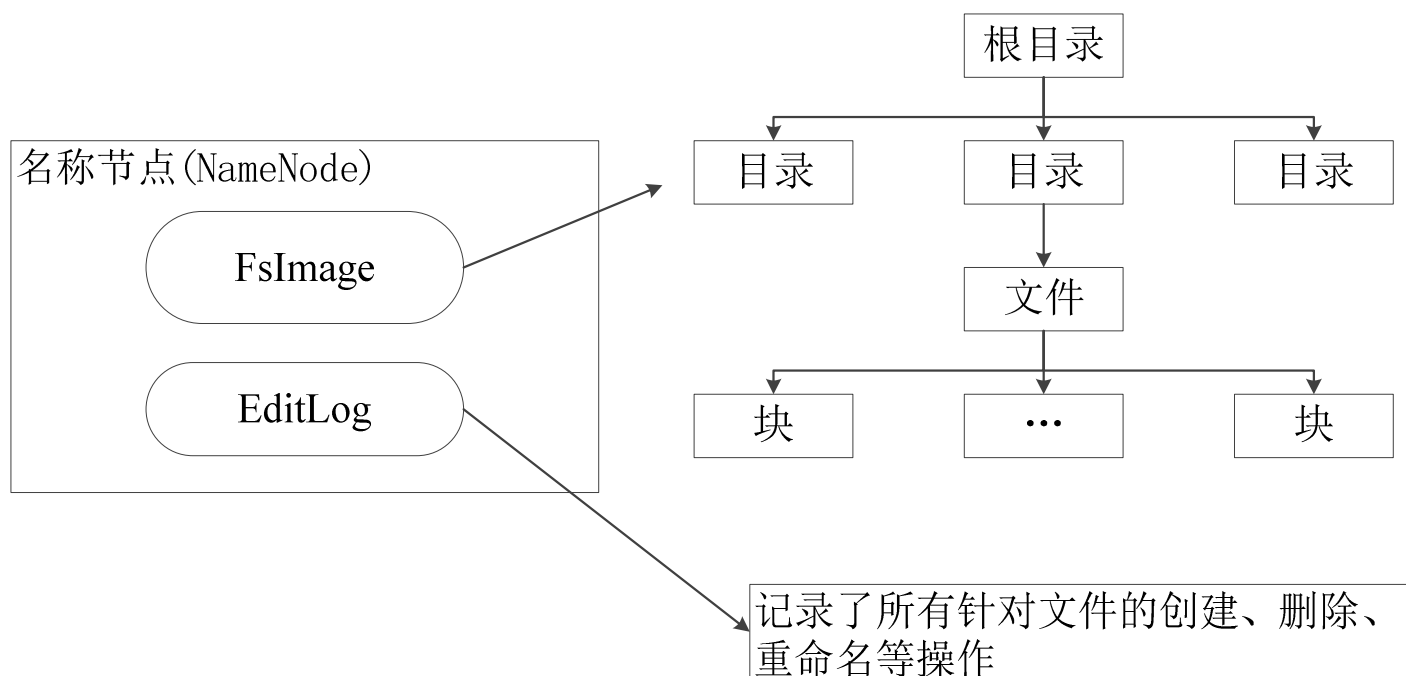 根目录
名称节点(NameNode)
目录
目录
目录
FsImage
文件
EditLog
块
...
块
记录了所有针对文件的创建、删除、
重命名等操作